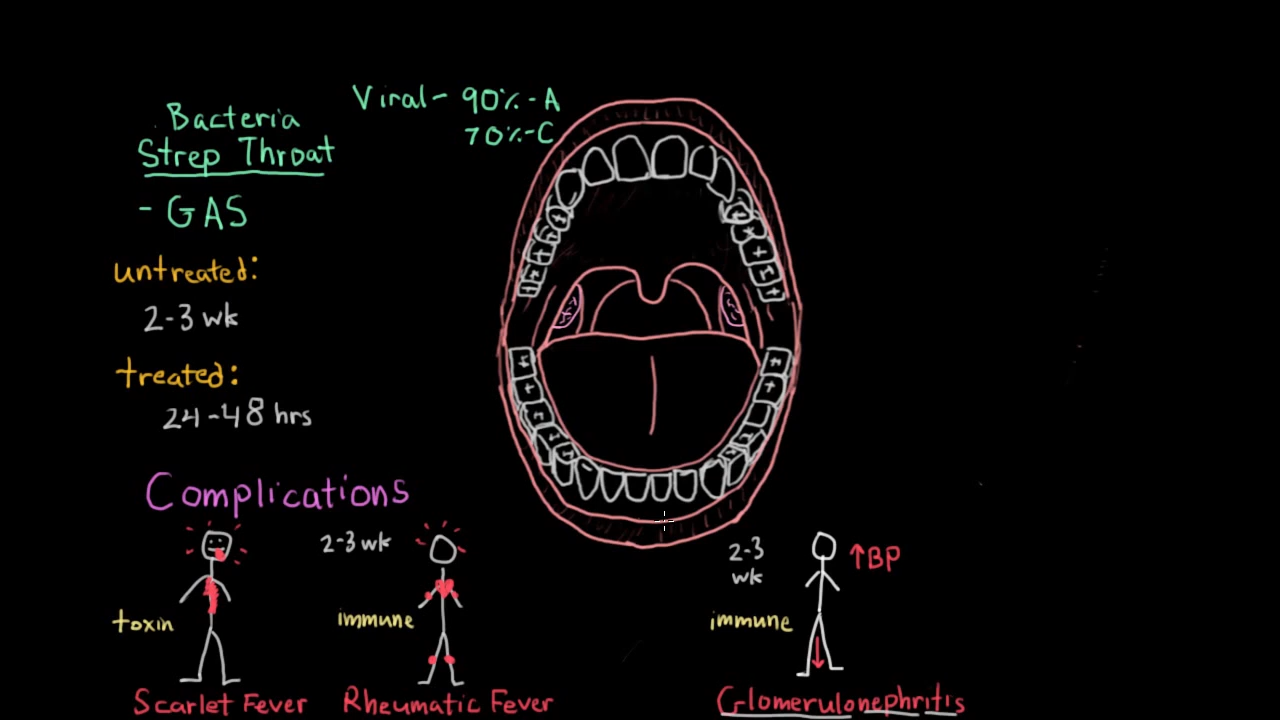 Bacteria
Strep Throat
Viral - 90% - A
70% - C
- GAS
untreated:
2-3 wk
treated:
24-48 hrs
Complications
toxin
Scarlet Fever
2-3 wk
immune
Rheumatic Fever
2-3
wk
↑BP
immune
Glomerulonephritis